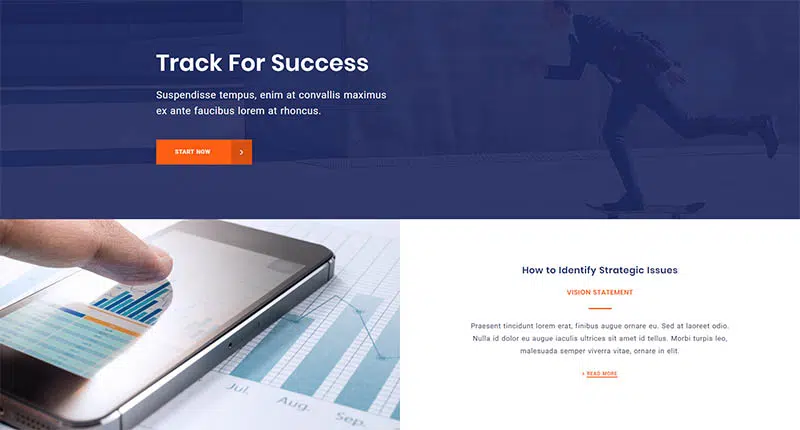 Track For Success
Suspendisse tempus, enim at convallis maximus
ex ante faucibus lorem at rhoncus.
START NOW
Jul.
Aug.
Sep.
How to Identify Strategic Issues
VISION STATEMENT
Praesent tincidunt lorem erat, finibus augue ornare eu. Sed at laoreet odio.
Nulla id dolor eu augue iaculis ultrices sit amet id tellus. Morbi turpis leo,
malesuada semper viverra vitae, ornare in elit.
READ MORE